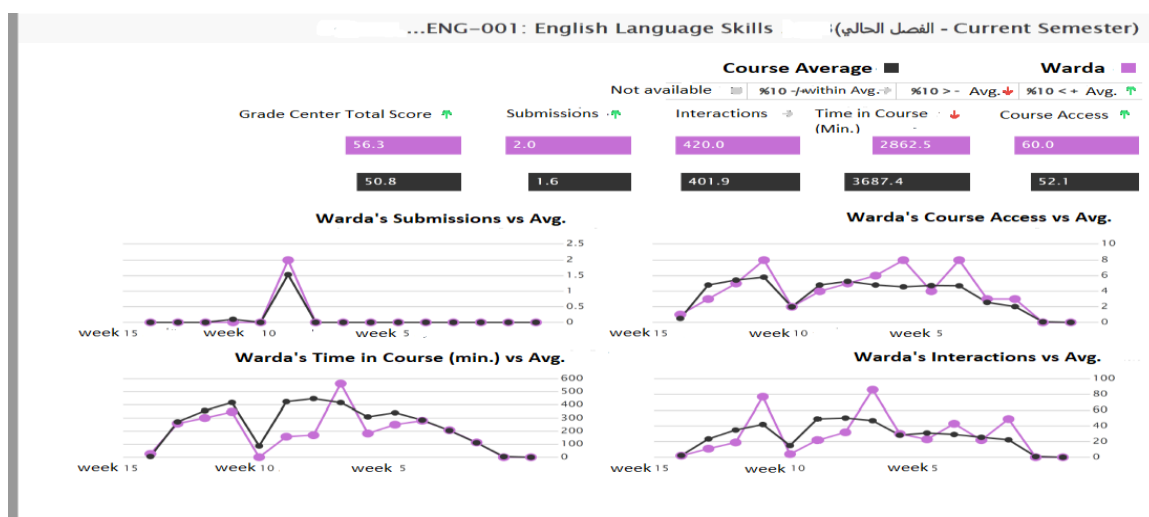 ...ENG-001: English Language Skills (الفصل الحالي - Current Semester)
Course Average Warda
Not available %10 -/+within Avg. %10 > - Avg. %10 < + Avg.
Grade Center Total Score Submissions Interactions Time in Course (Min.) Course Access
56.3 2.0 420.0 2862.5 60.0
50.8 1.6 401.9 3687.4 52.1
Warda's Submissions vs Avg.
2.5
2
1.5
1
0.5
0
week 15 week 10 week 5
Warda's Course Access vs Avg.
10
8
6
4
2
0
week 15 week 10 week 5
Warda's Time in Course (min.) vs Avg.
600
500
400
300
200
100
0
week 15 week 10 week 5
Warda's Interactions vs Avg.
100
80
60
40
20
0
week 15 week 10 week 5